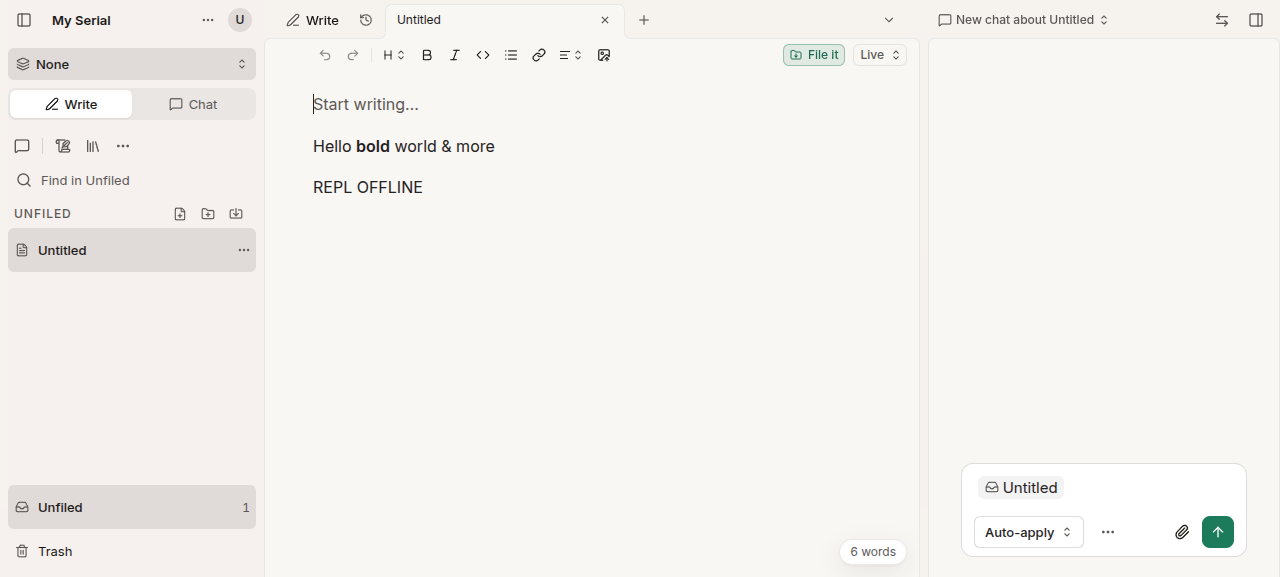 My Serial
U
None
Write
Chat
Find in Unfiled
UNFILED
Untitled
Unfiled
1
Trash
Write
Untitled
H
B
I
File it
Live
Start writing...
Hello bold world & more
REPL OFFLINE
6 words
New chat about Untitled
Untitled
Auto-apply